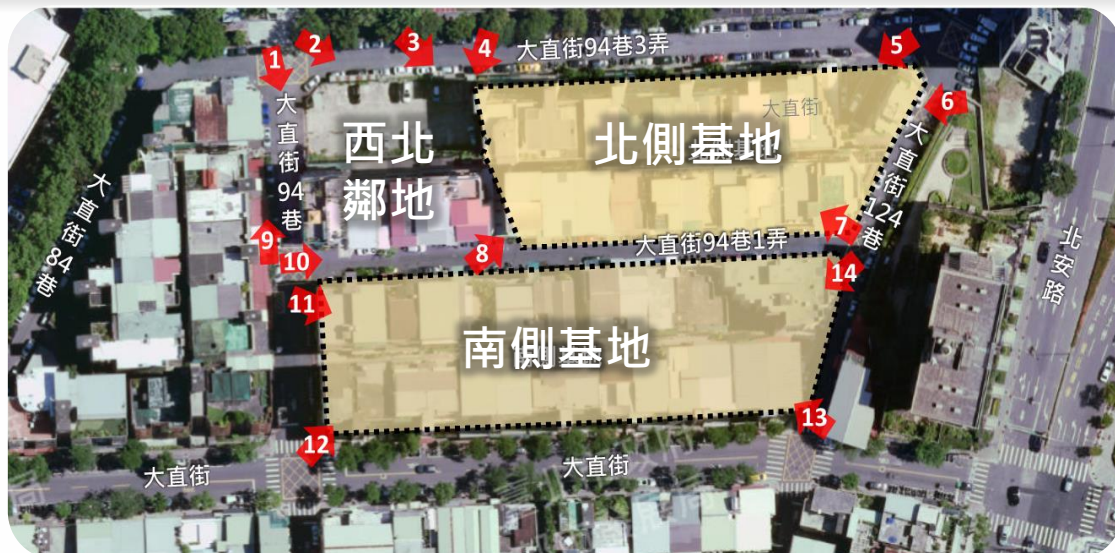 1
2
3
4
大直街94巷3弄
5
6
大直街94巷
西北
鄰地
大直街
北側基地
大直街124巷
大直街84巷
北安路
7
大直街94巷1弄
8
9
10
11
14
南側基地
12
13
大直街
大直街